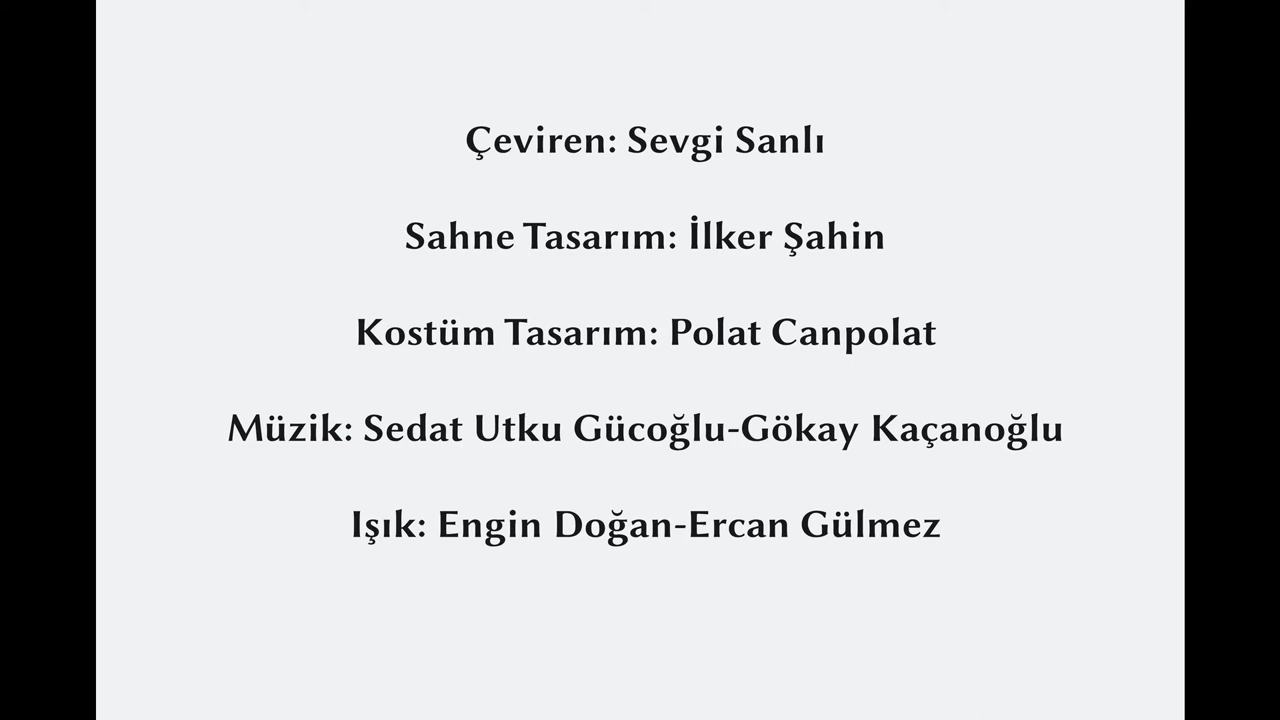 Çeviren: Sevgi Sanlı
Sahne Tasarım: İlker Şahin
Kostüm Tasarım: Polat Canpolat
Müzik: Sedat Utku Gücoğlu-Gökay Kaçanoğlu
Işık: Engin Doğan-Ercan Gülmez